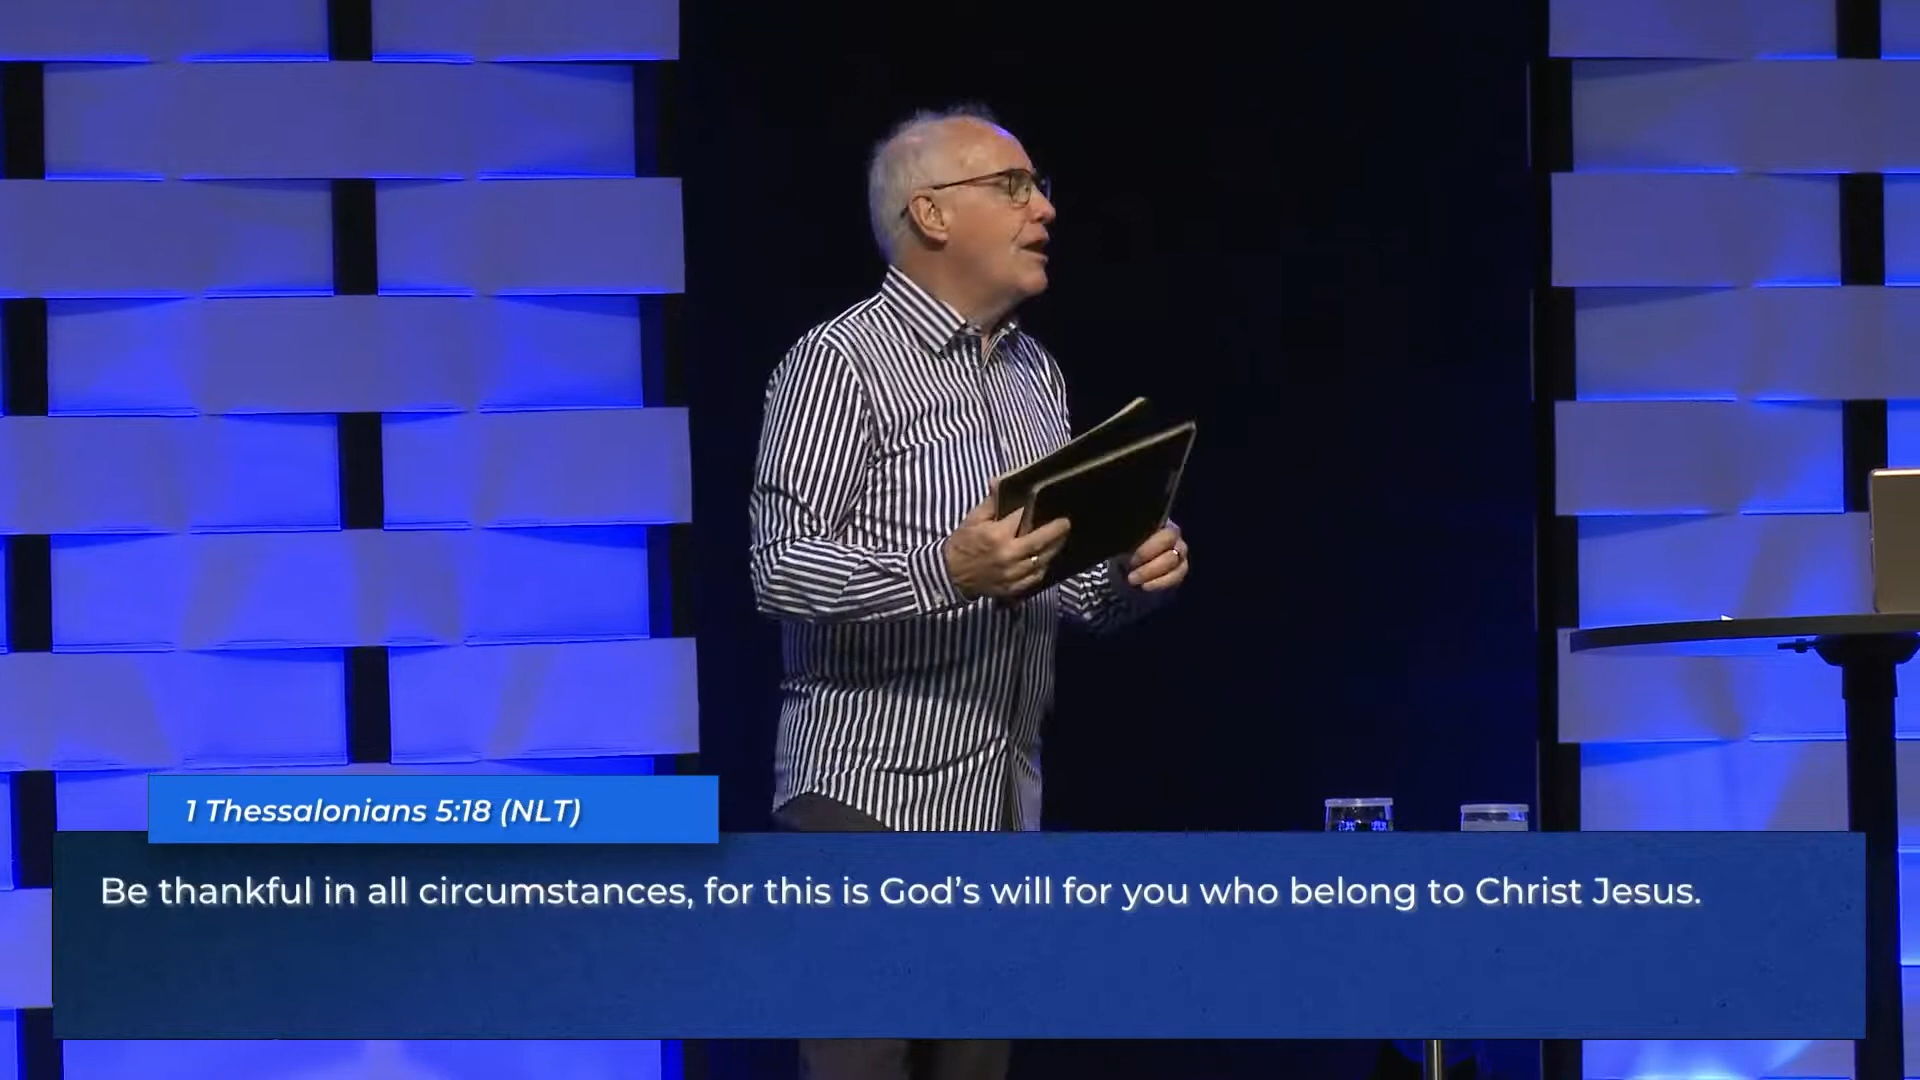 1 Thessalonians 5:18 (NLT)
Be thankful in all circumstances, for this is God’s will for you who belong to Christ Jesus.